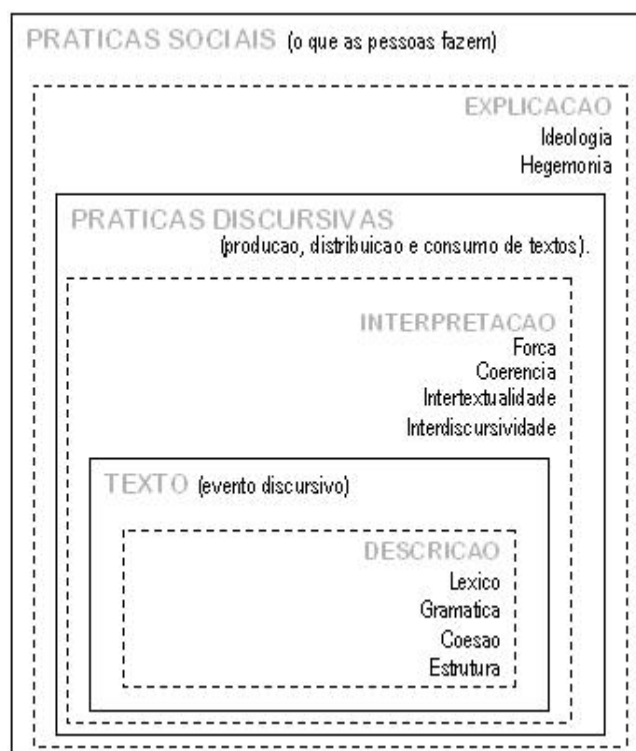 PRATICAS SOCIAIS (o que as pessoas fazem)
EXPLICACAO
Ideologia
Hegemonia
PRATICAS DISCURSIVAS
(producao, distribuicao e consumo de textos).
INTERPRETACAO
Forca
Coerencia
Intertextualidade
Interdiscursividade
TEXTO (evento discursivo)
DESCRICAO
Lexico
Gramatica
Coesao
Estrutura